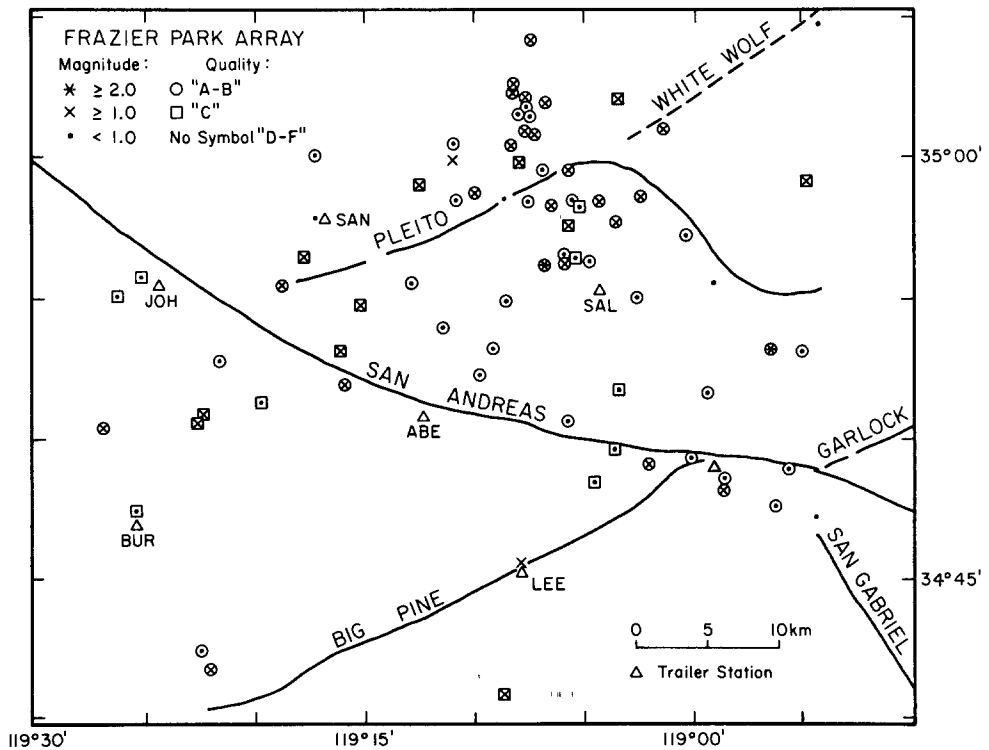 FRAZIER PARK ARRAY
Magnitude: Quality:
≥ 2.0 "A-B"
≥ 1.0 "C"
< 1.0 No Symbol "D-F"
WHITE WOLF
35°00'
SAN
PLEITO
JOH
SAL
SAN ANDREAS
ABE
GARLOCK
BUR
LEE
34°45'
BIG PINE
SAN GABRIEL
0 5 10km
△ Trailer Station
119°30' 119°15' 119°00'